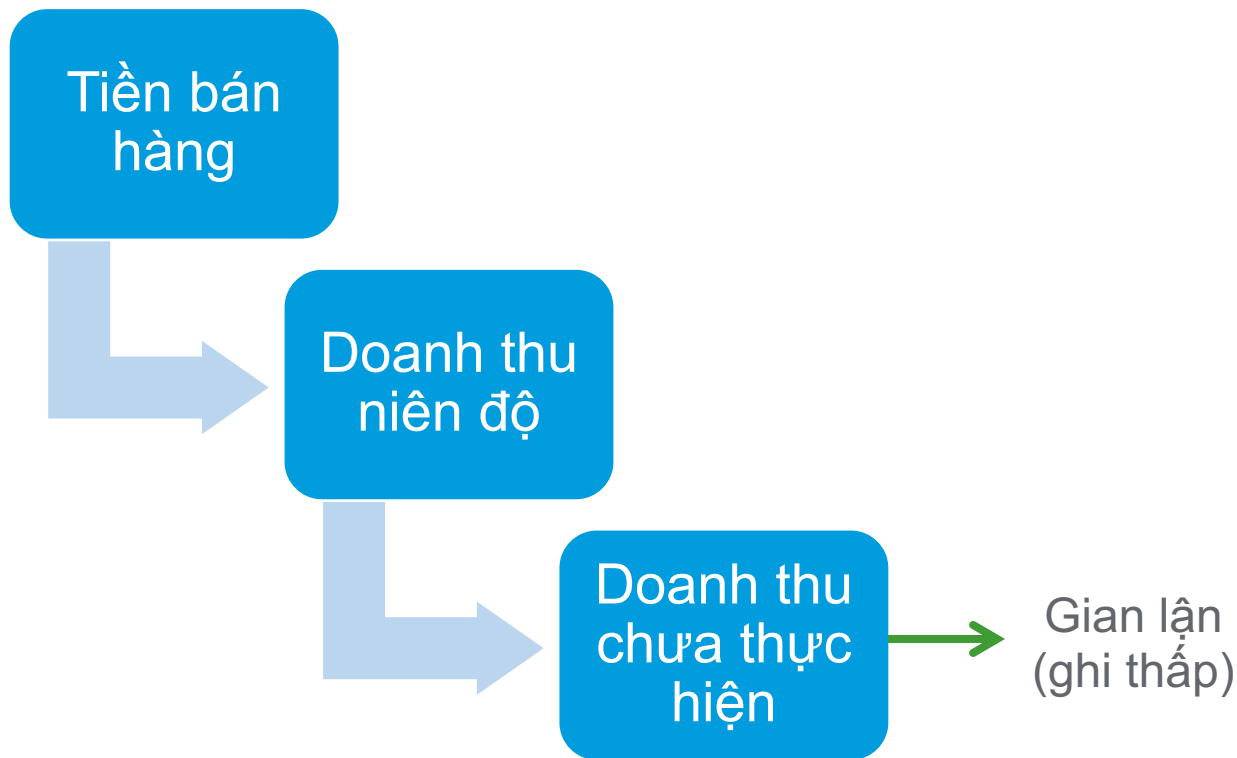 Tiền bán
hàng
Doanh thu
niên độ
Doanh thu
chưa thực
hiện
Gian lận
(ghi thấp)